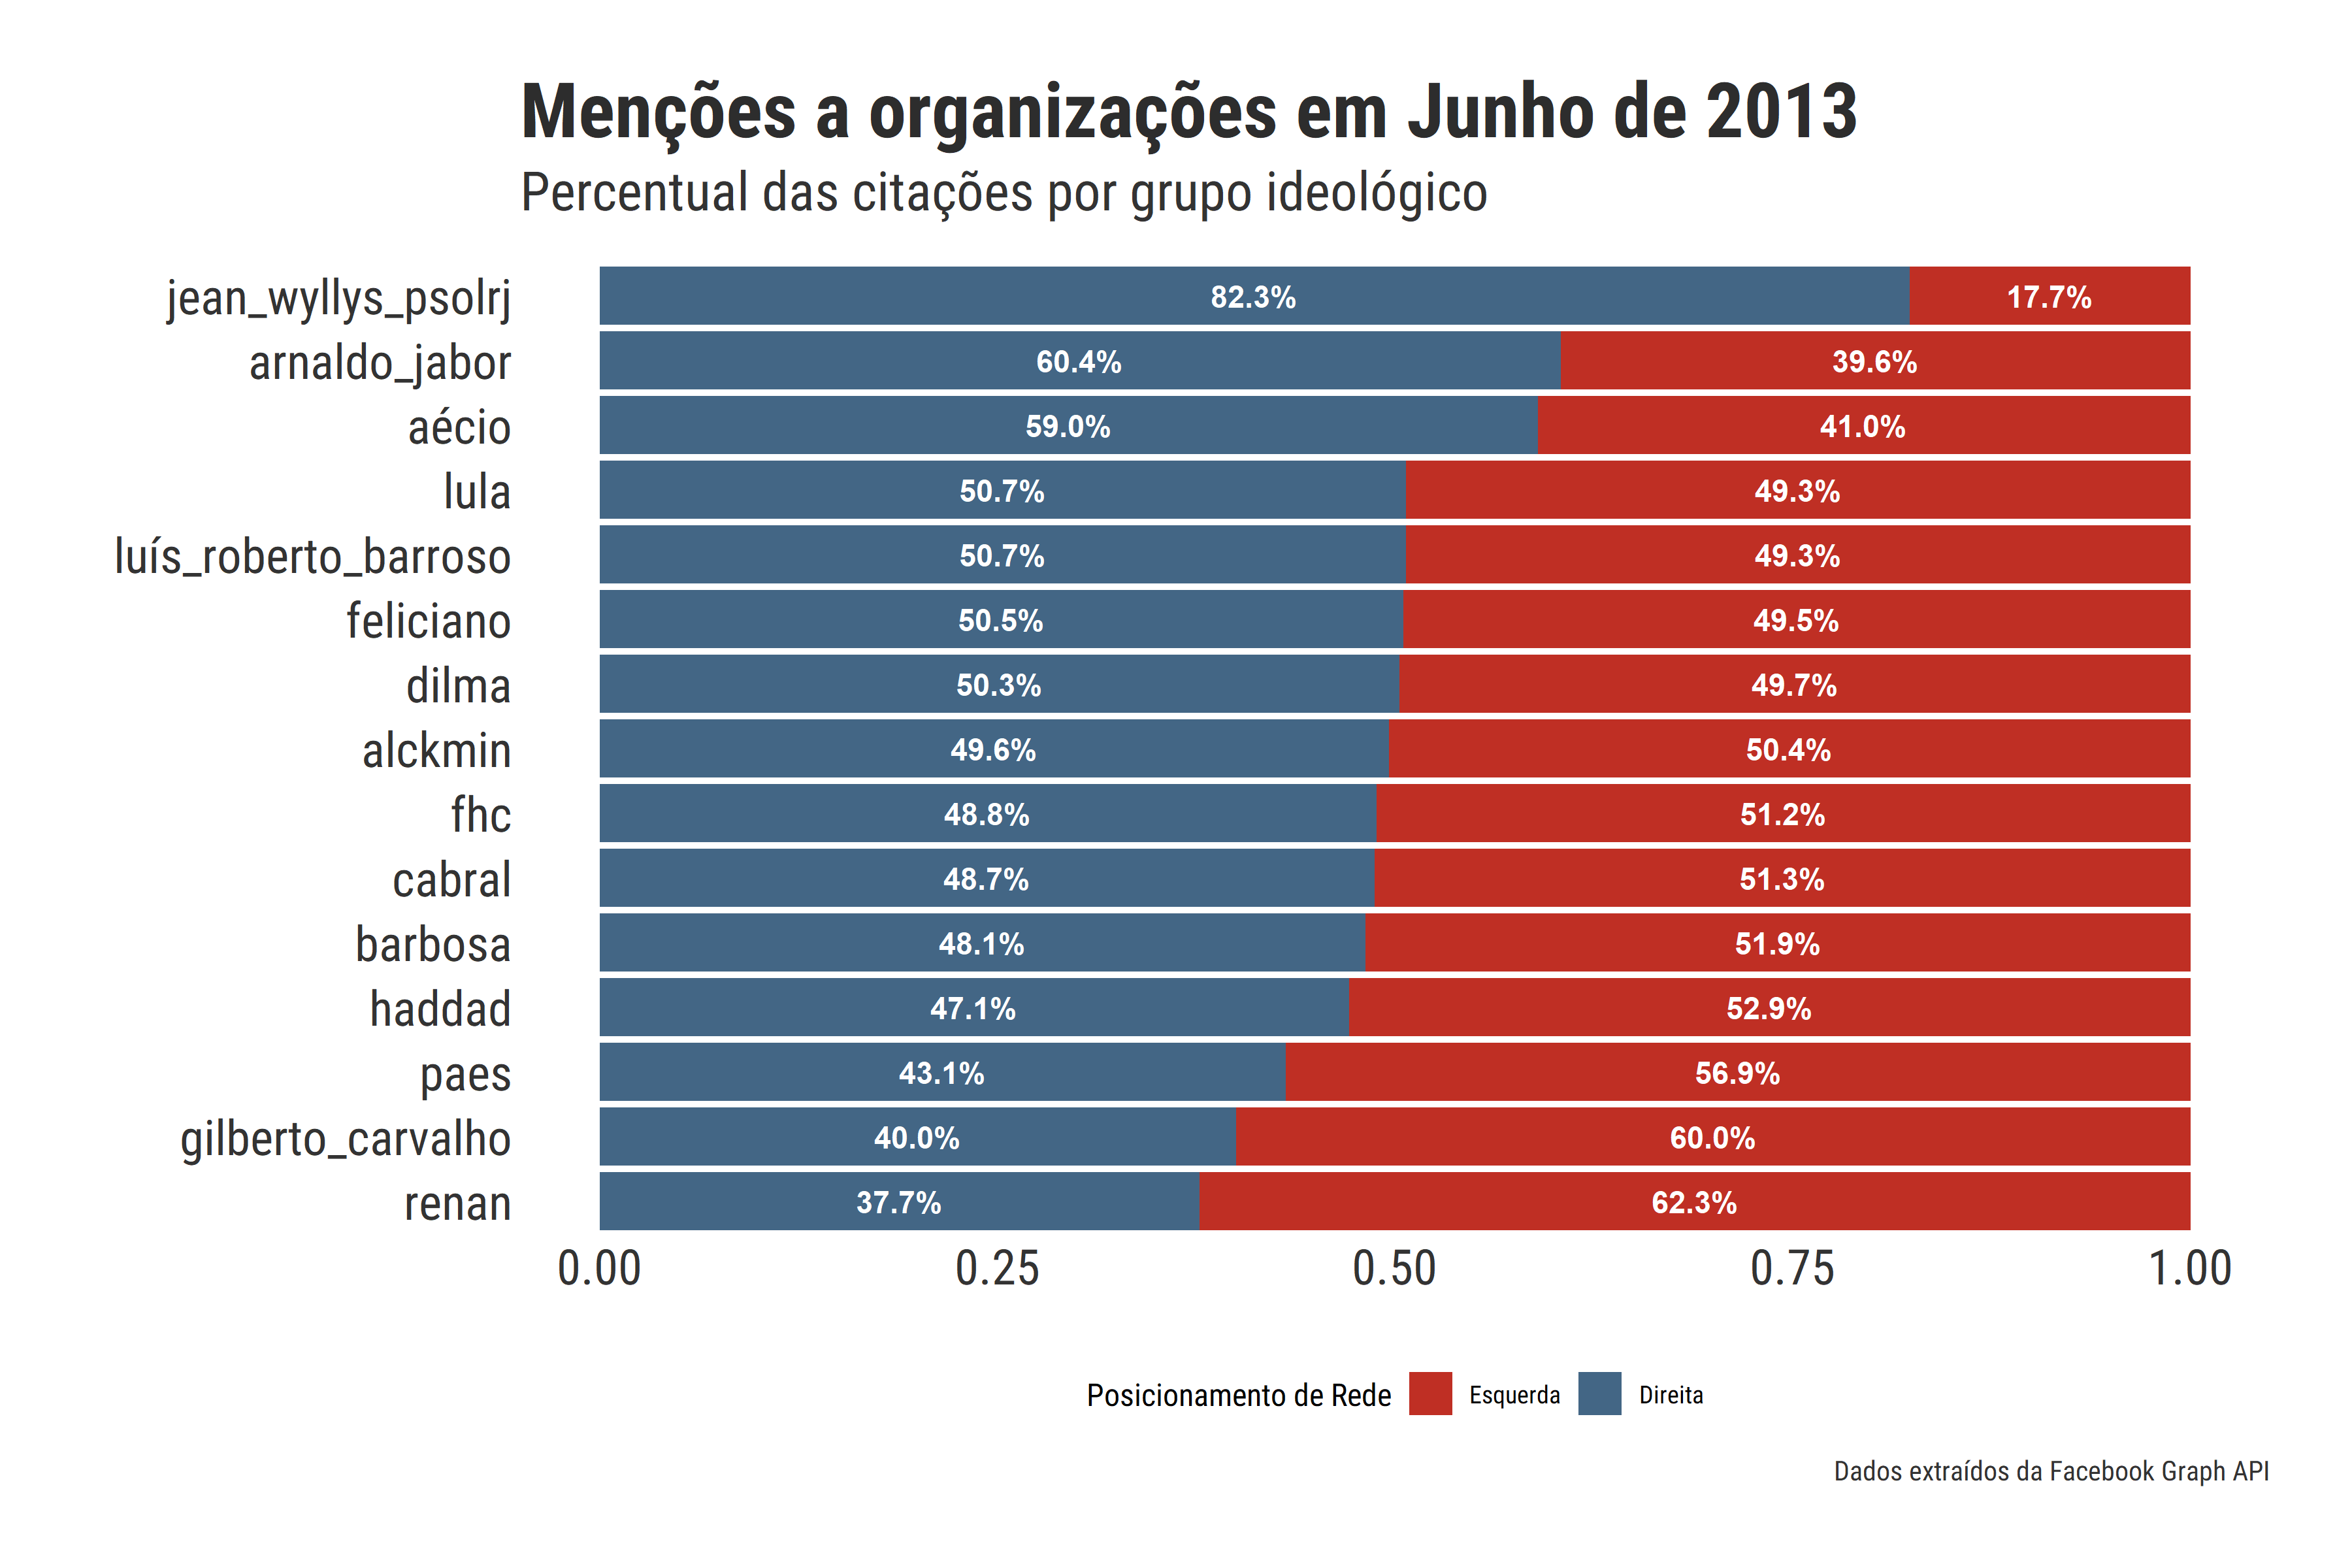 Menções a organizações em Junho de 2013
Percentual das citações por grupo ideológico
jean_wyllys_psolrj 82.3% 17.7%
arnaldo_jabor 60.4% 39.6%
aécio 59.0% 41.0%
lula 50.7% 49.3%
luís_roberto_barroso 50.7% 49.3%
feliciano 50.5% 49.5%
dilma 50.3% 49.7%
alckmin 49.6% 50.4%
fhc 48.8% 51.2%
cabral 48.7% 51.3%
barbosa 48.1% 51.9%
haddad 47.1% 52.9%
paes 43.1% 56.9%
gilberto_carvalho 40.0% 60.0%
renan 37.7% 62.3%
0.00 0.25 0.50 0.75 1.00
Posicionamento de Rede Esquerda Direita
Dados extraídos da Facebook Graph API